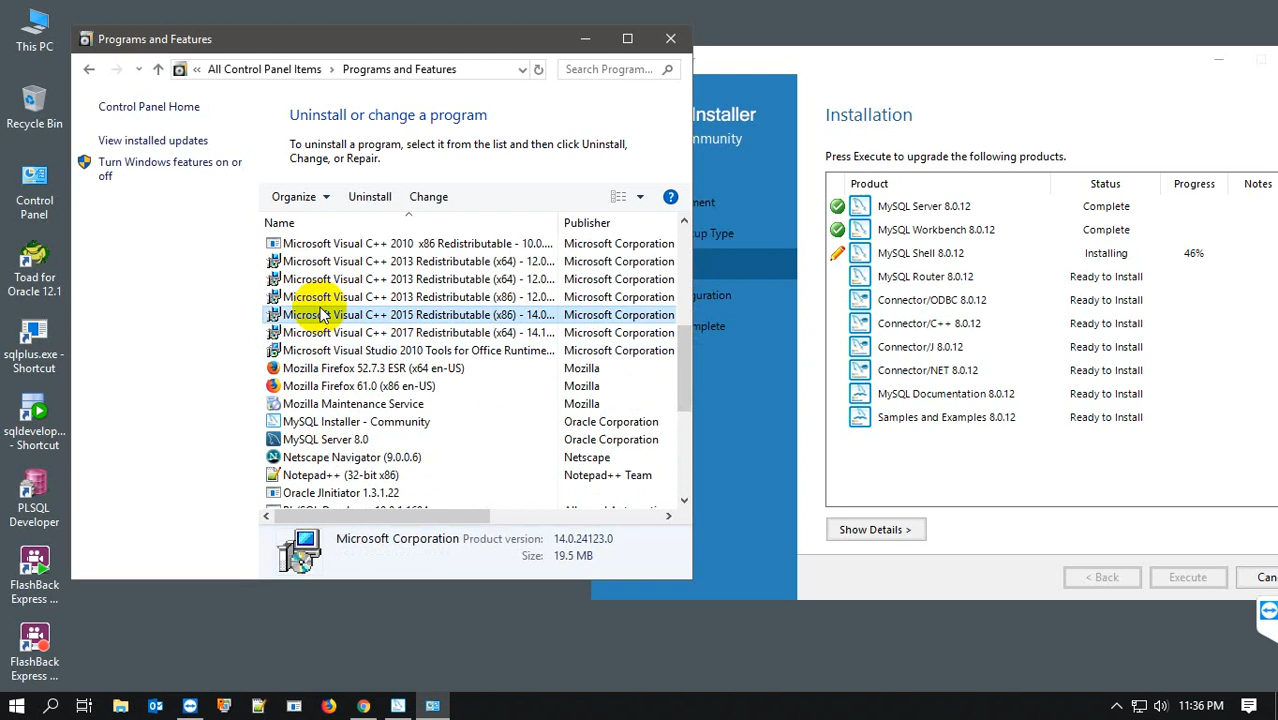 This PC
Recycle Bin
Control
Panel
Toad for
Oracle 12.1
sqlplus.exe -
Shortcut
sqldevelop...
- Shortcut
PLSQL
Developer
FlashBack
Express ...
FlashBack
Express ...
Programs and Features
« All Control Panel Items > Programs and Features
Search Program...
Control Panel Home
View installed updates
Turn Windows features on or
off
Uninstall or change a program
To uninstall a program, select it from the list and then click Uninstall,
Change, or Repair.
Organize Uninstall Change
Name Publisher
Microsoft Visual C++ 2010 x86 Redistributable - 10.0.... Microsoft Corporation
Microsoft Visual C++ 2013 Redistributable (x64) - 12.0... Microsoft Corporation
Microsoft Visual C++ 2013 Redistributable (x64) - 12.0... Microsoft Corporation
Microsoft Visual C++ 2013 Redistributable (x86) - 12.0... Microsoft Corporation
Microsoft Visual C++ 2015 Redistributable (x86) - 14.0... Microsoft Corporation
Microsoft Visual C++ 2017 Redistributable (x64) - 14.1... Microsoft Corporation
Microsoft Visual Studio 2010 Tools for Office Runtime... Microsoft Corporation
Mozilla Firefox 52.7.3 ESR (x64 en-US) Mozilla
Mozilla Firefox 61.0 (x86 en-US) Mozilla
Mozilla Maintenance Service Mozilla
MySQL Installer - Community Oracle Corporation
MySQL Server 8.0 Oracle Corporation
Netscape Navigator (9.0.0.6) Netscape
Notepad++ (32-bit x86) Notepad++ Team
Oracle JInitiator 1.3.1.22
Microsoft Corporation Product version: 14.0.24123.0
Size: 19.5 MB
Installer
mmunity
ment
up Type
guration
plete
Installation
Press Execute to upgrade the following products.
Product Status Progress Notes
MySQL Server 8.0.12 Complete
MySQL Workbench 8.0.12 Complete
MySQL Shell 8.0.12 Installing 46%
MySQL Router 8.0.12 Ready to Install
Connector/ODBC 8.0.12 Ready to Install
Connector/C++ 8.0.12 Ready to Install
Connector/J 8.0.12 Ready to Install
Connector/NET 8.0.12 Ready to Install
MySQL Documentation 8.0.12 Ready to Install
Samples and Examples 8.0.12 Ready to Install
Show Details >
< Back Execute Can
11:36 PM